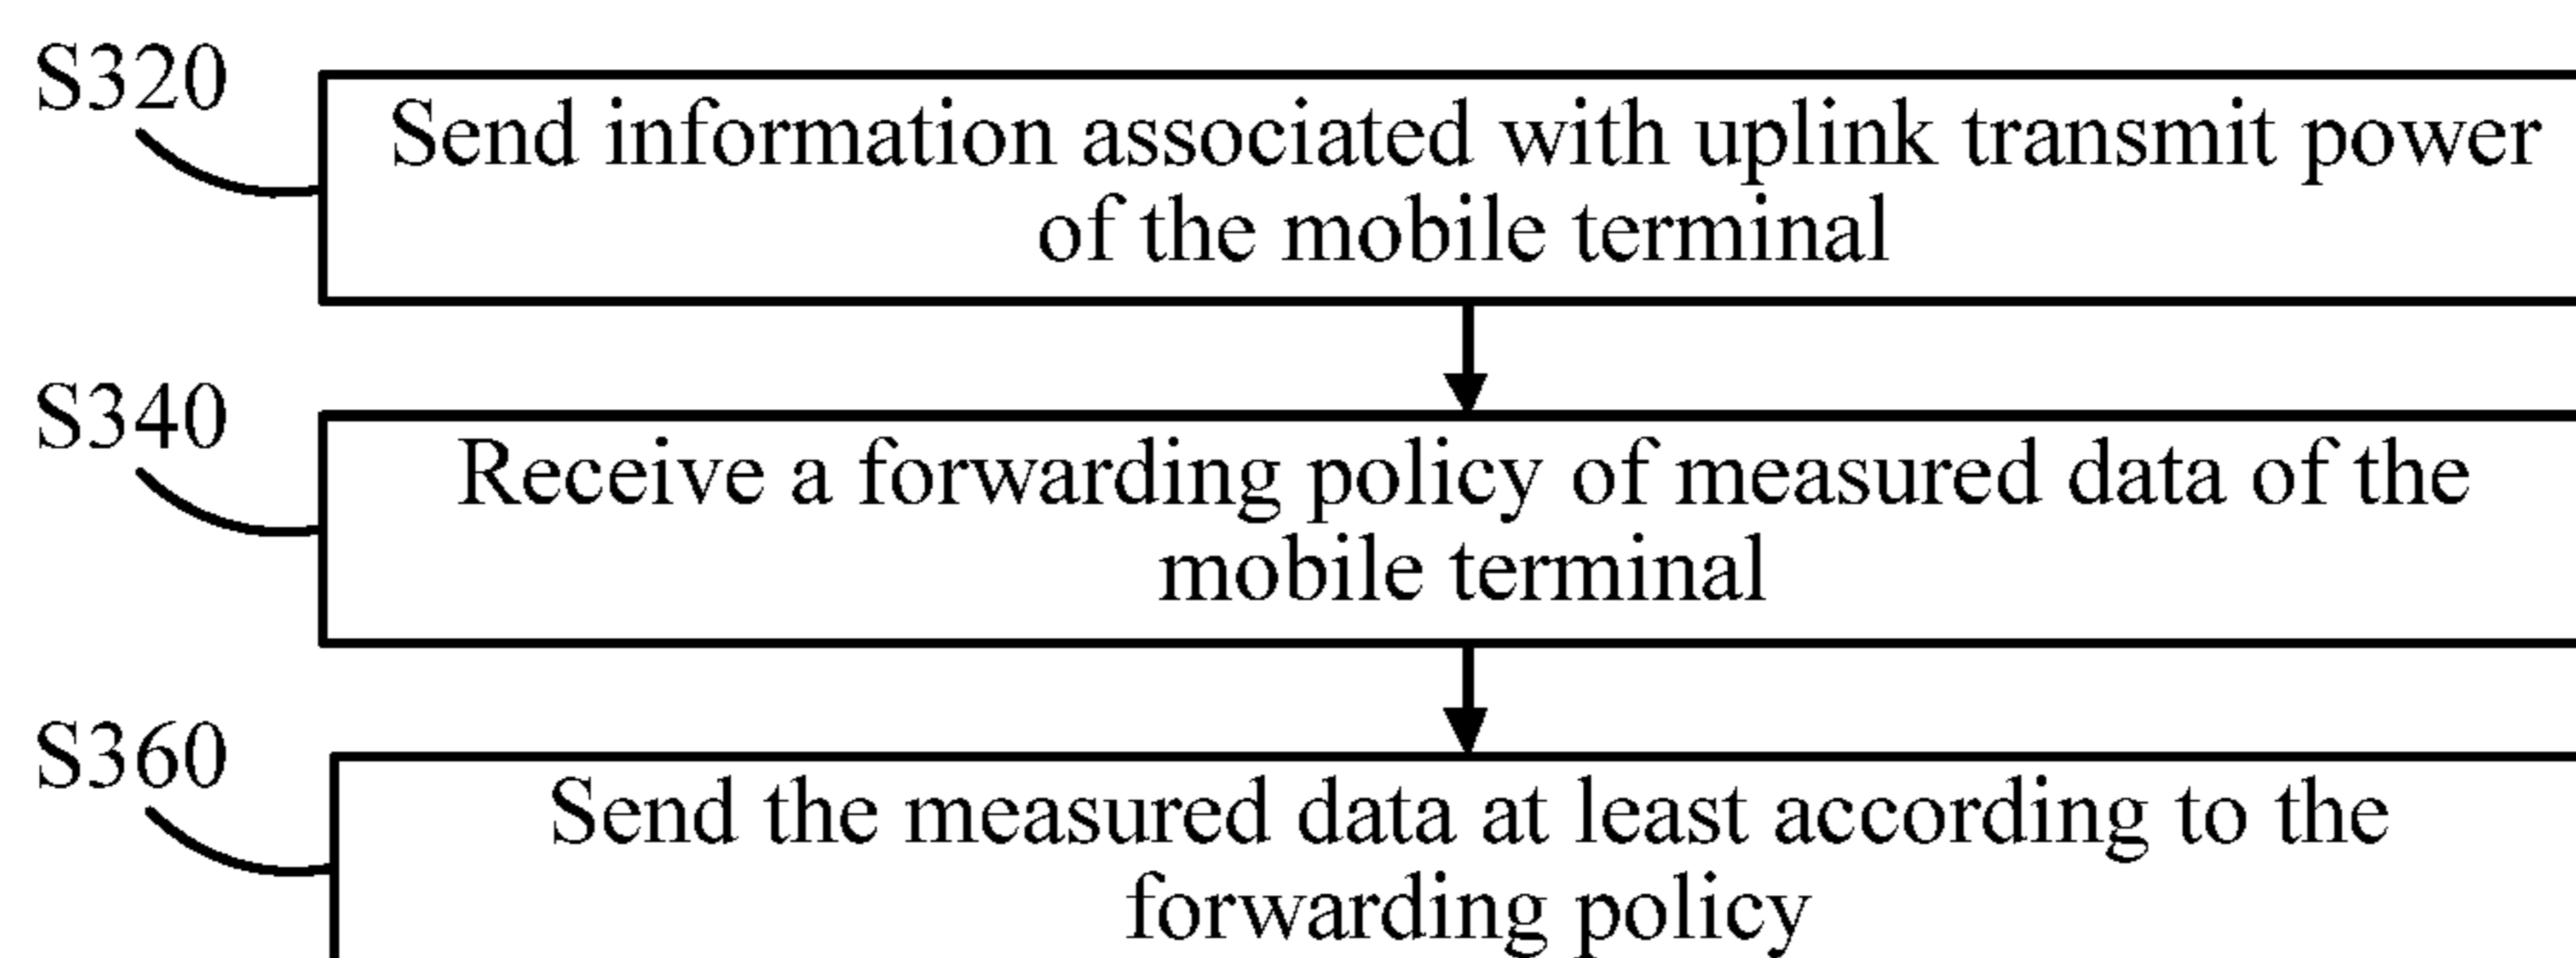 S320
Send information associated with uplink transmit power
of the mobile terminal
S340
Receive a forwarding policy of measured data of the
mobile terminal
S360
Send the measured data at least according to the
forwarding policy